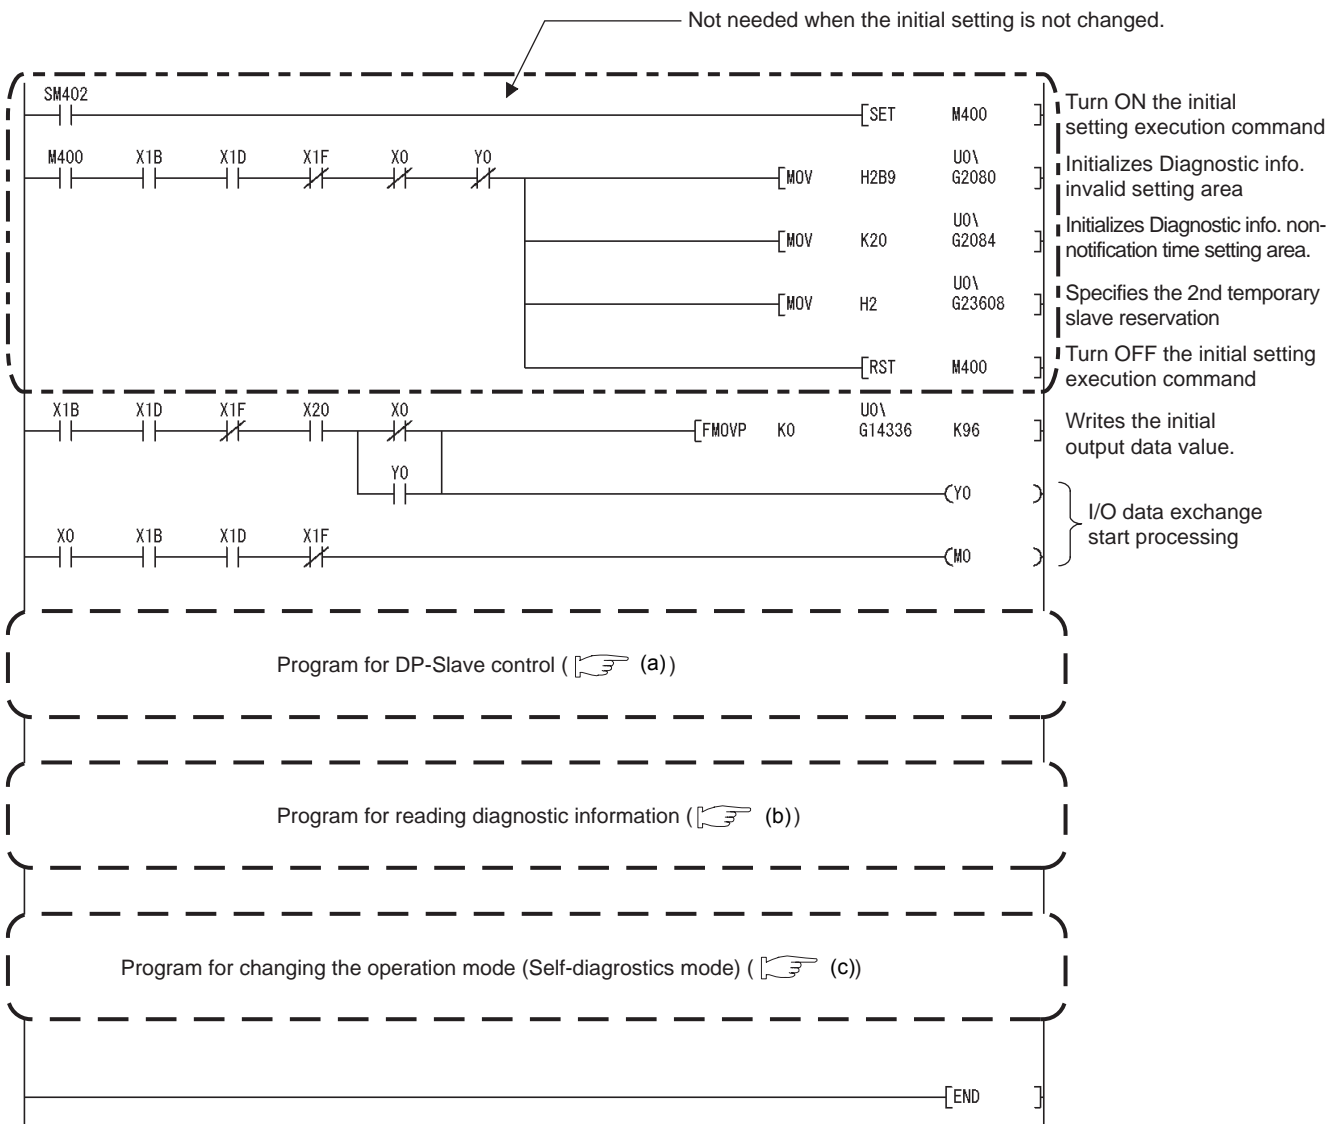 Not needed when the initial setting is not changed.
SM402
[SET M400 ]
Turn ON the initial
setting execution command
M400 X1B X1D X1F X0 Y0
U0\
[MOV H2B9 G2080 ]
Initializes Diagnostic info.
invalid setting area
U0\
[MOV K20 G2084 ]
Initializes Diagnostic info. non-
notification time setting area.
U0\
[MOV H2 G23608 ]
Specifies the 2nd temporary
slave reservation
[RST M400 ]
Turn OFF the initial setting
execution command
X1B X1D X1F X20 X0
U0\
[FMOVP K0 G14336 K96 ]
Writes the initial
output data value.
Y0
(Y0 )
I/O data exchange
start processing
X0 X1B X1D X1F
(M0 )
Program for DP-Slave control ( (a))
Program for reading diagnostic information ( (b))
Program for changing the operation mode (Self-diagrostics mode) ( (c))
[END ]